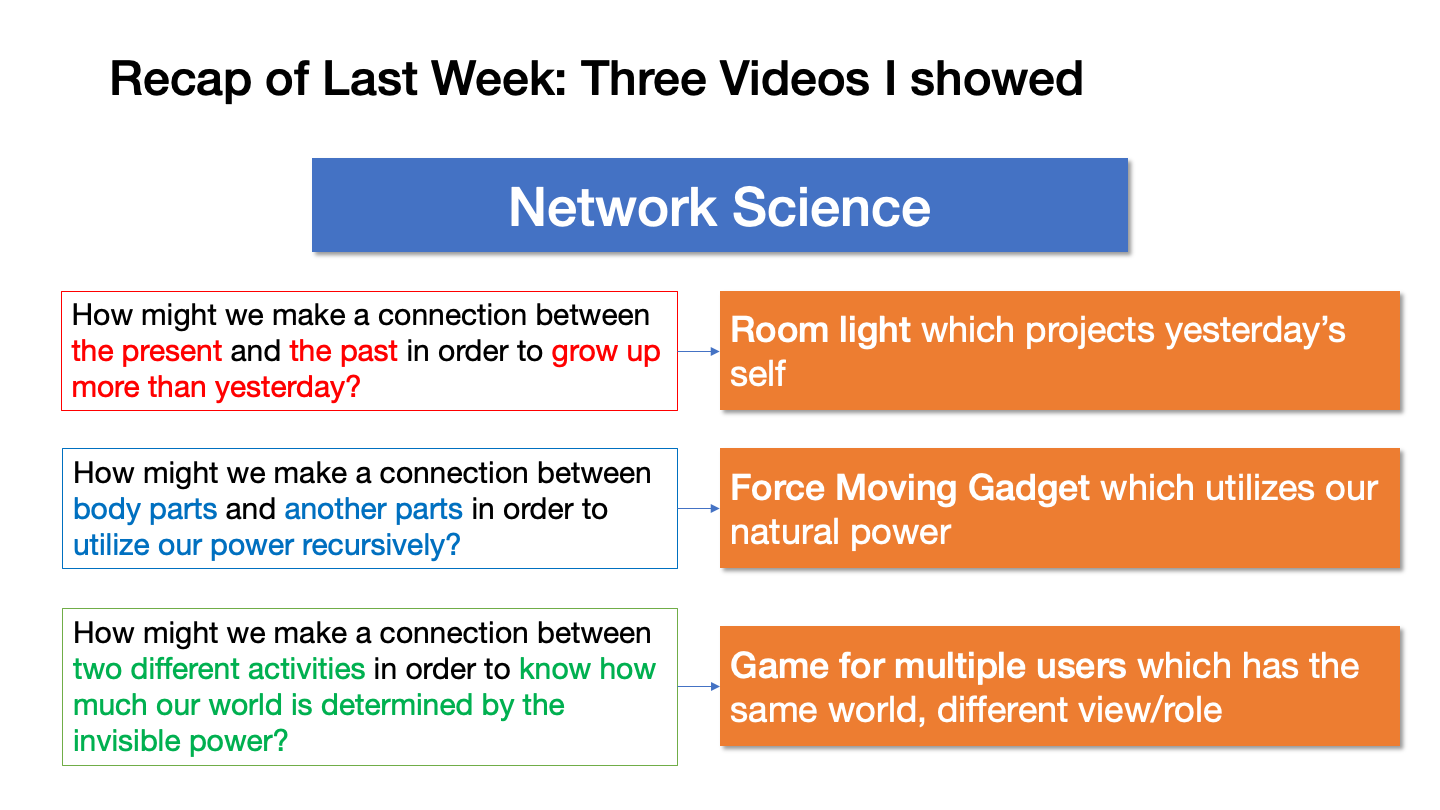 Recap of Last Week: Three Videos I showed
Network Science
How might we make a connection between
the present and the past in order to grow up
more than yesterday?
Room light which projects yesterday’s
self
How might we make a connection between
body parts and another parts in order to
utilize our power recursively?
Force Moving Gadget which utilizes our
natural power
How might we make a connection between
two different activities in order to know how
much our world is determined by the
invisible power?
Game for multiple users which has the
same world, different view/role